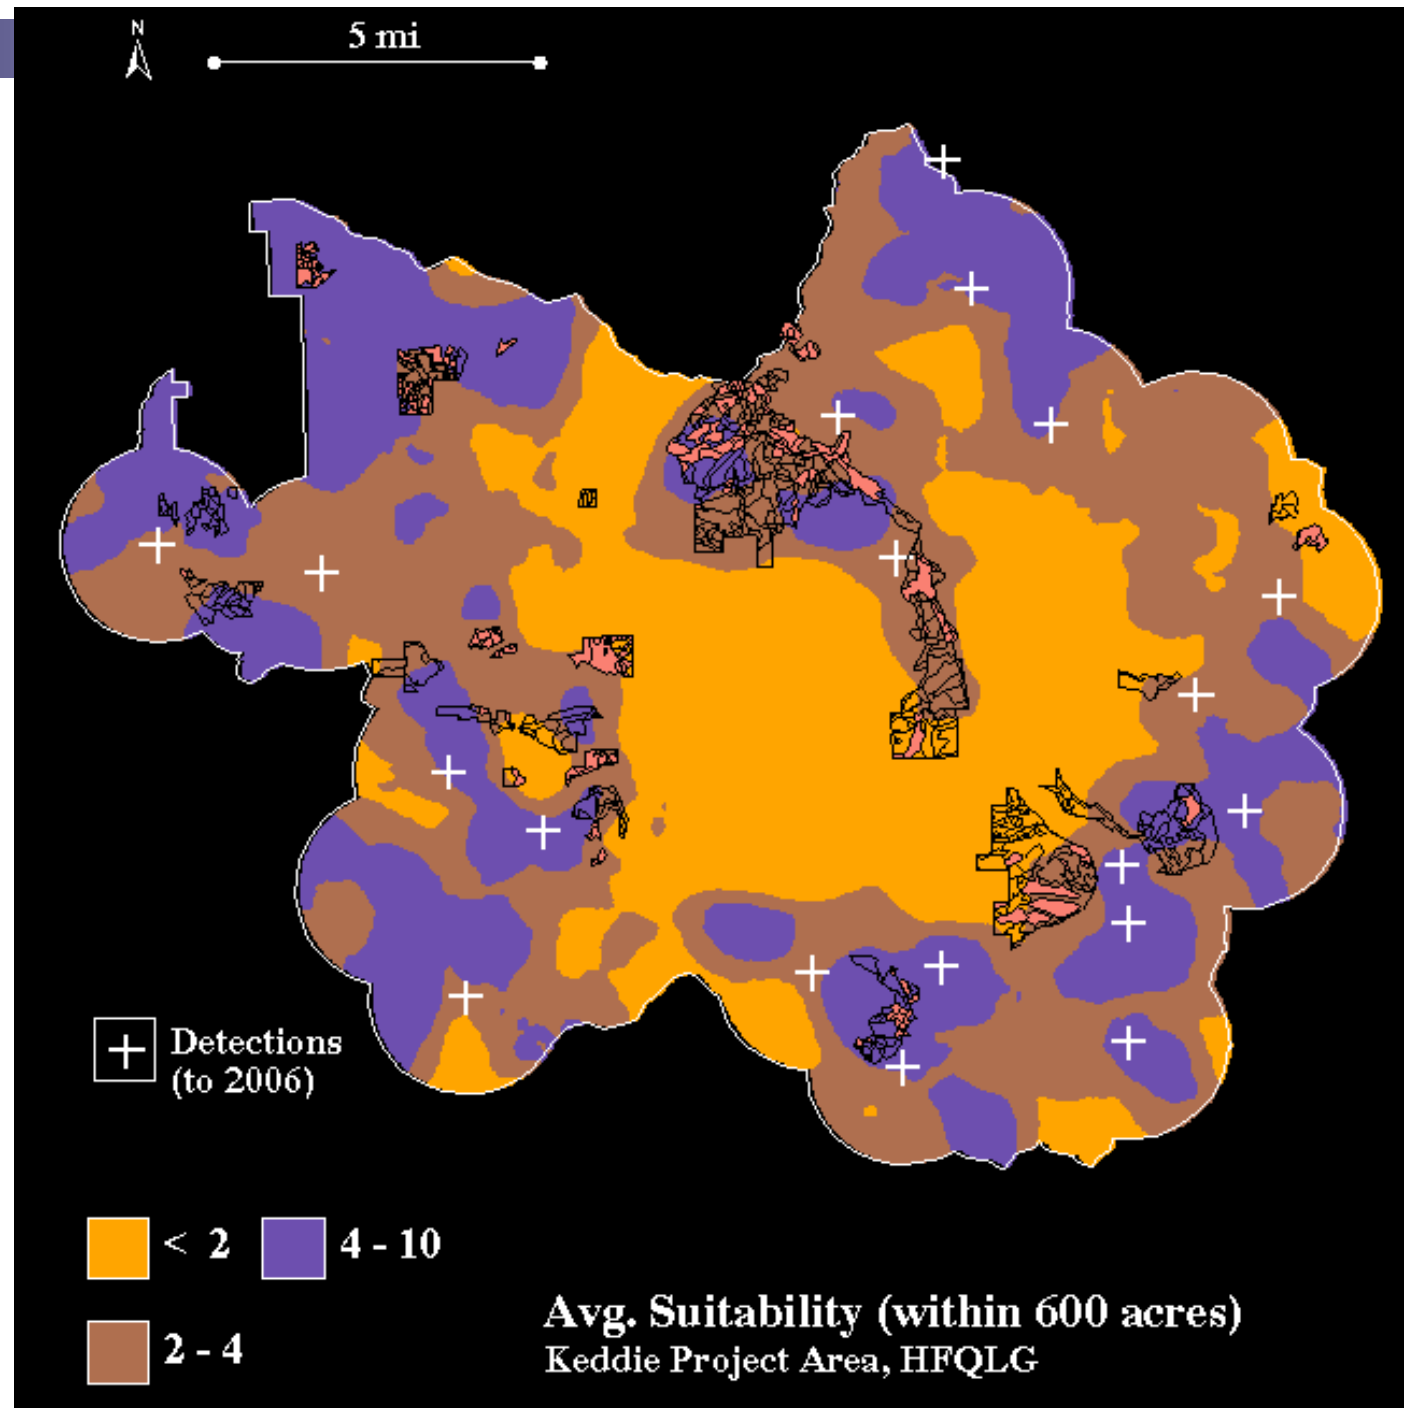 N
5 mi
Detections
(to 2006)
< 2
4 - 10
2 - 4
Avg. Suitability (within 600 acres)
Keddie Project Area, HFQLG